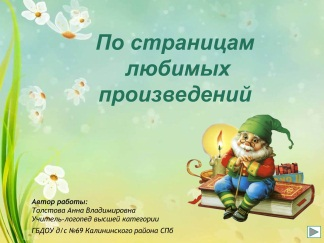 По страницам
любимых
произведений
Автор работы:
Толстова Анна Владимировна
Учитель-логопед высшей категории
ГБДОУ д/с №69 Калининского района СПб